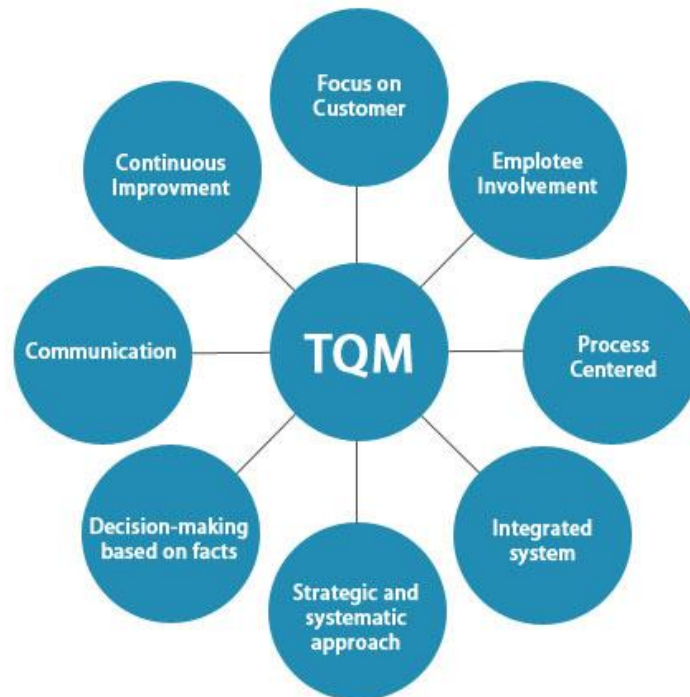 Focus on
Customer
Emplotee
Involvement
Process
Centered
Integrated
system
Strategic and
systematic
approach
Decision-making
based on facts
Communication
Continuous
Improvment
TQM